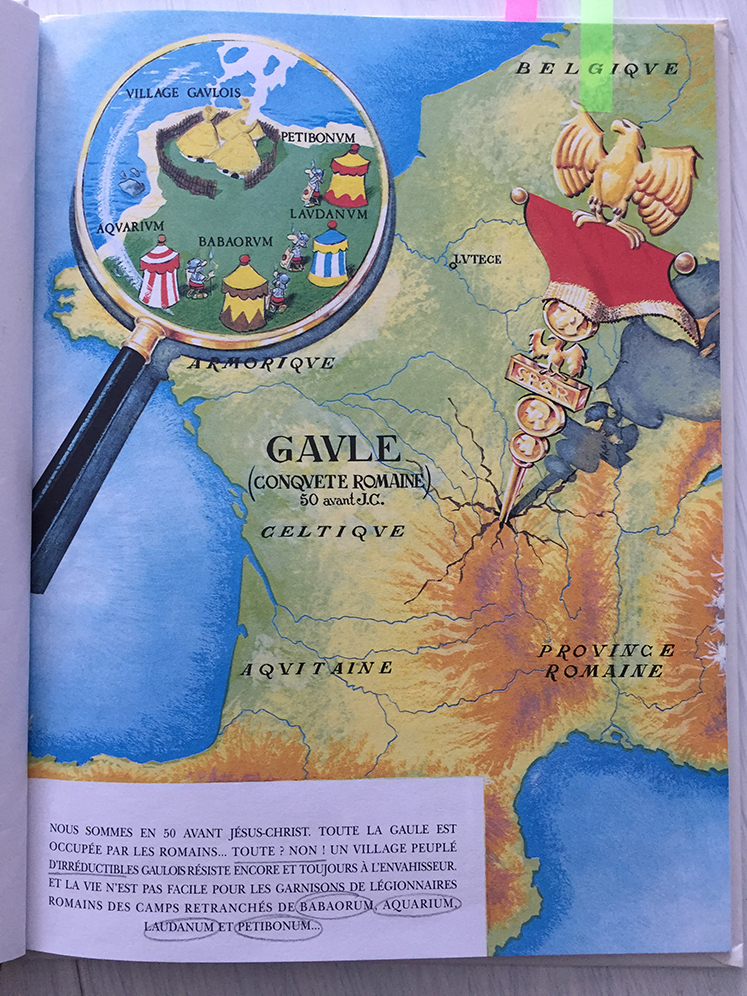 BELGIQVE
VILLAGE GAVLOIS
PETIBONVM
LAVDANVM
AQVARIVM
BABAORVM
LVTECE
ARMORIQVE
SPQR
GAVLE
(CONQVETE ROMAINE)
50 avant J.C.
CELTIQVE
PROVINCE
ROMAINE
AQVITAINE
NOUS SOMMES EN 50 AVANT JÉSUS-CHRIST. TOUTE LA GAULE EST
OCCUPÉE PAR LES ROMAINS... TOUTE ? NON ! UN VILLAGE PEUPLÉ
D'IRRÉDUCTIBLES GAULOIS RÉSISTE ENCORE ET TOUJOURS À L'ENVAHISSEUR.
ET LA VIE N'EST PAS FACILE POUR LES GARNISONS DE LÉGIONNAIRES
ROMAINS DES CAMPS RETRANCHÉS DE BABAORUM, AQUARIUM,
LAUDANUM ET PETIBONUM...